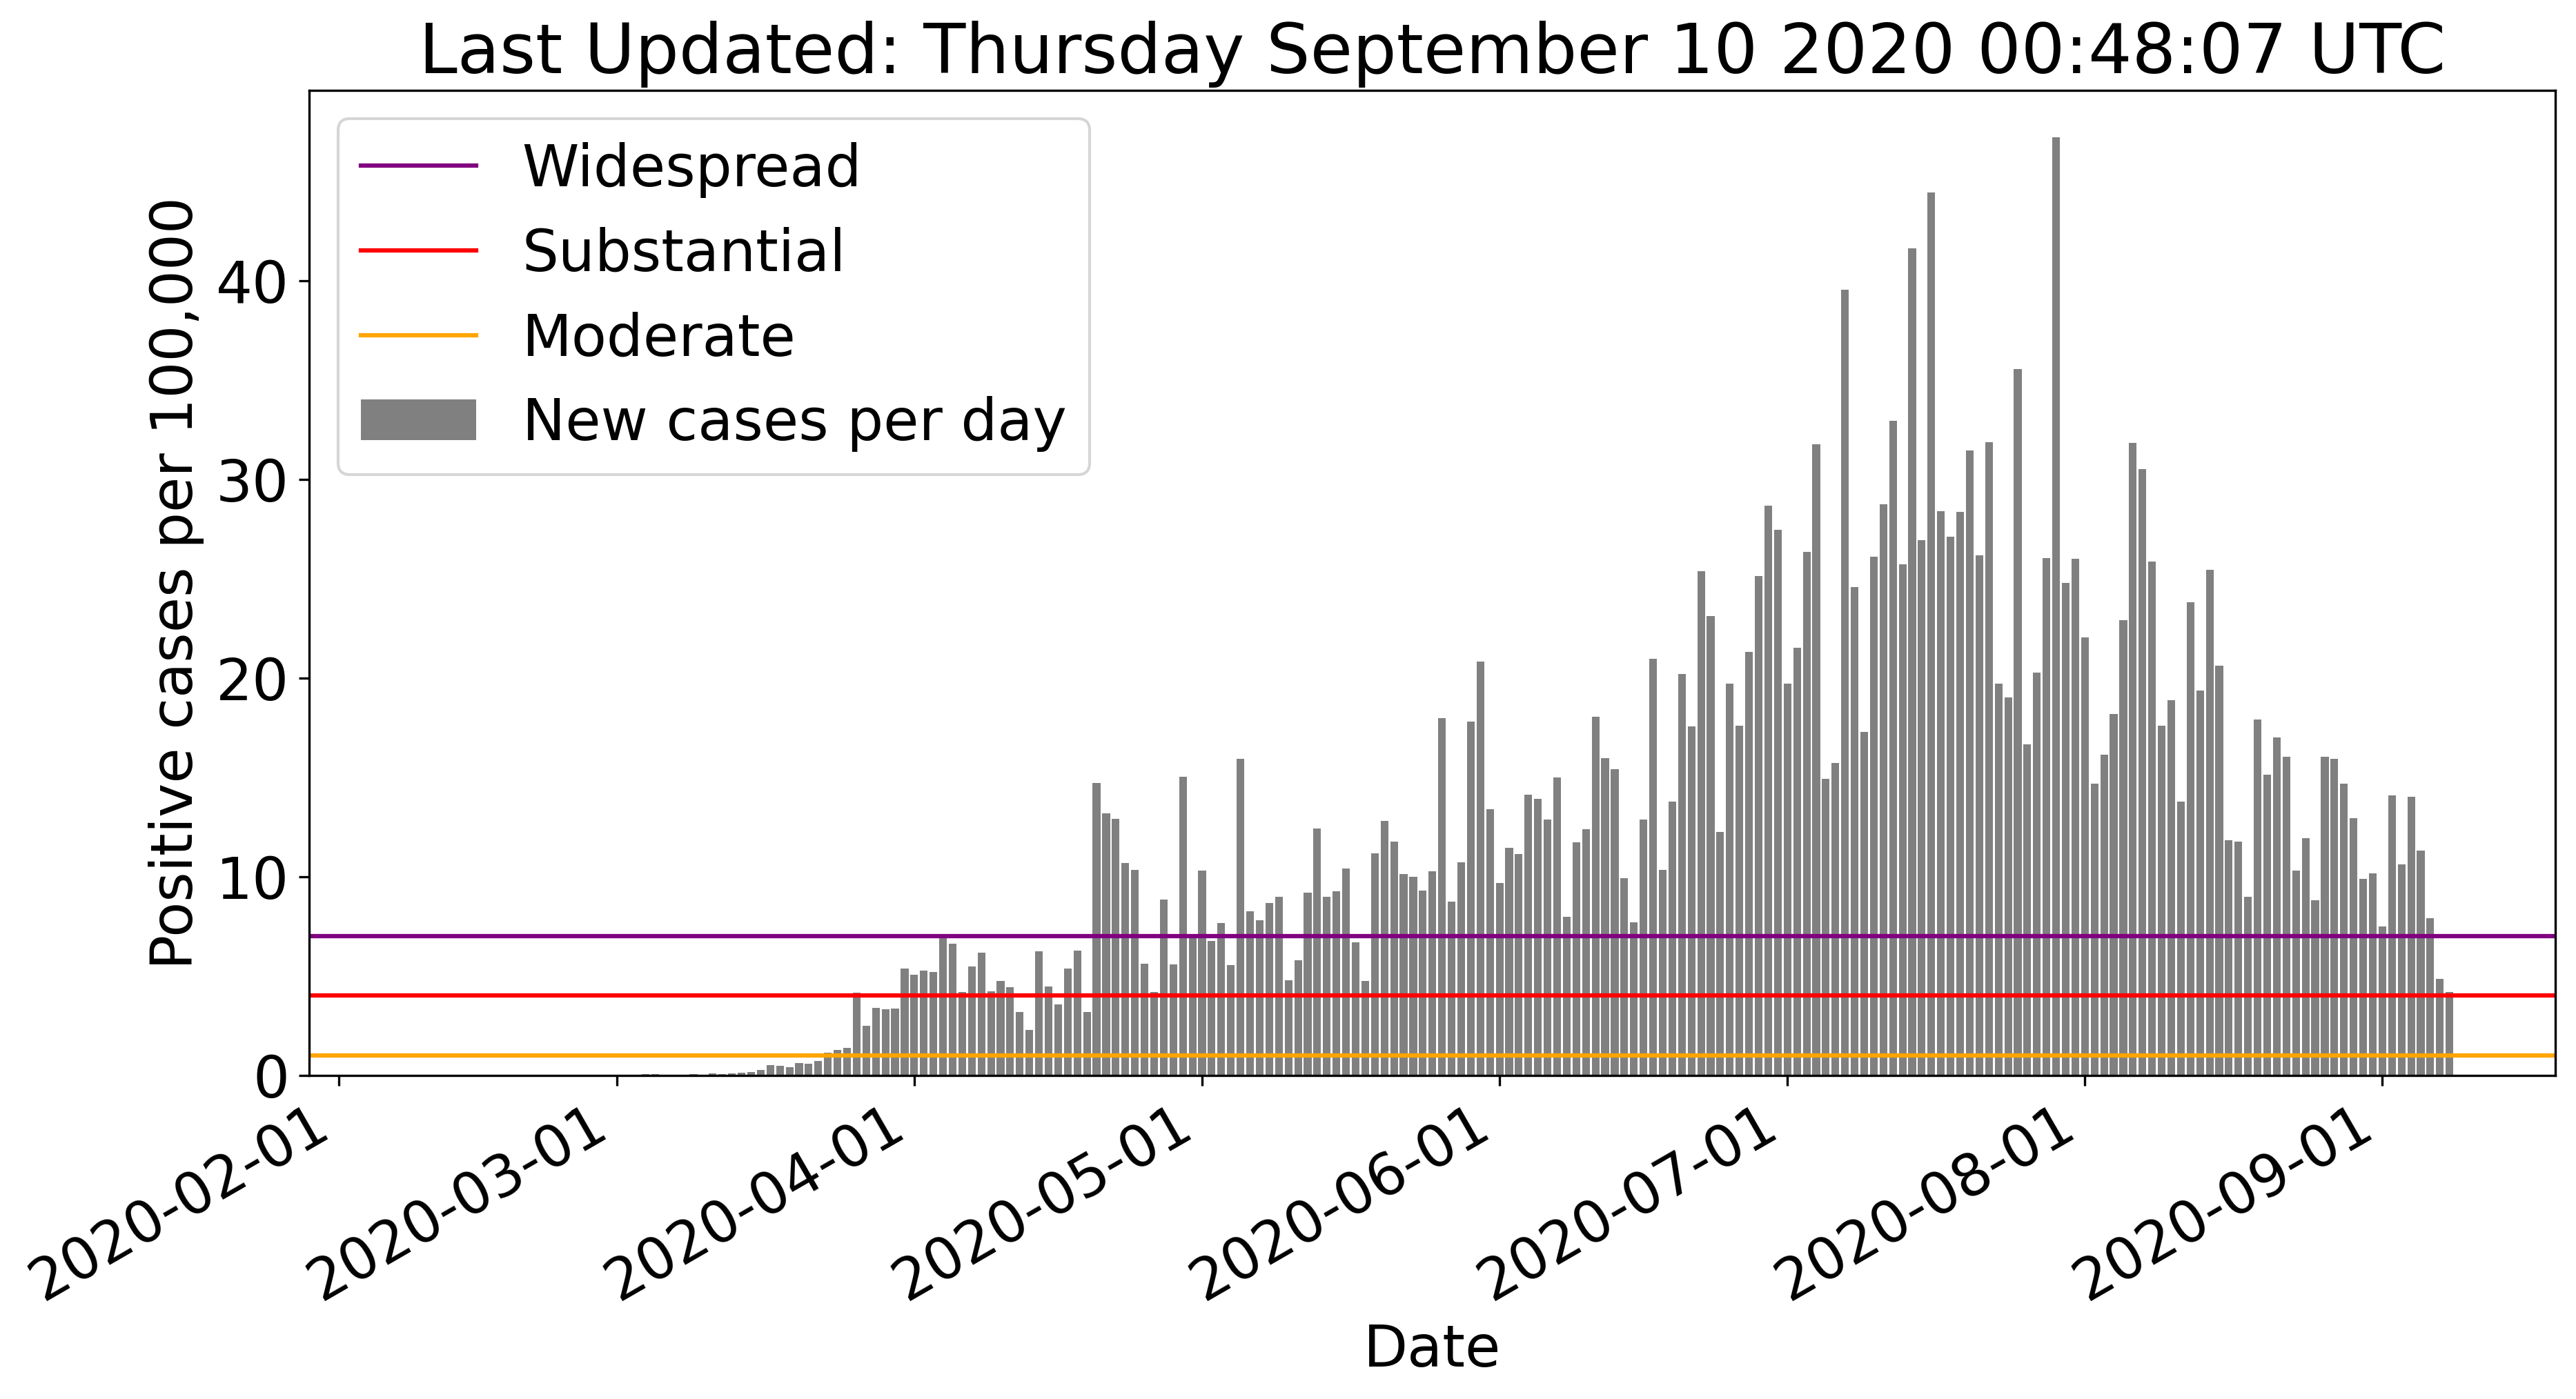 Last Updated: Thursday September 10 2020 00:48:07 UTC
Widespread
Substantial
Moderate
New cases per day
Positive cases per 100,000
40
30
20
10
0
2020-02-01
2020-03-01
2020-04-01
2020-05-01
2020-06-01
2020-07-01
2020-08-01
2020-09-01
Date